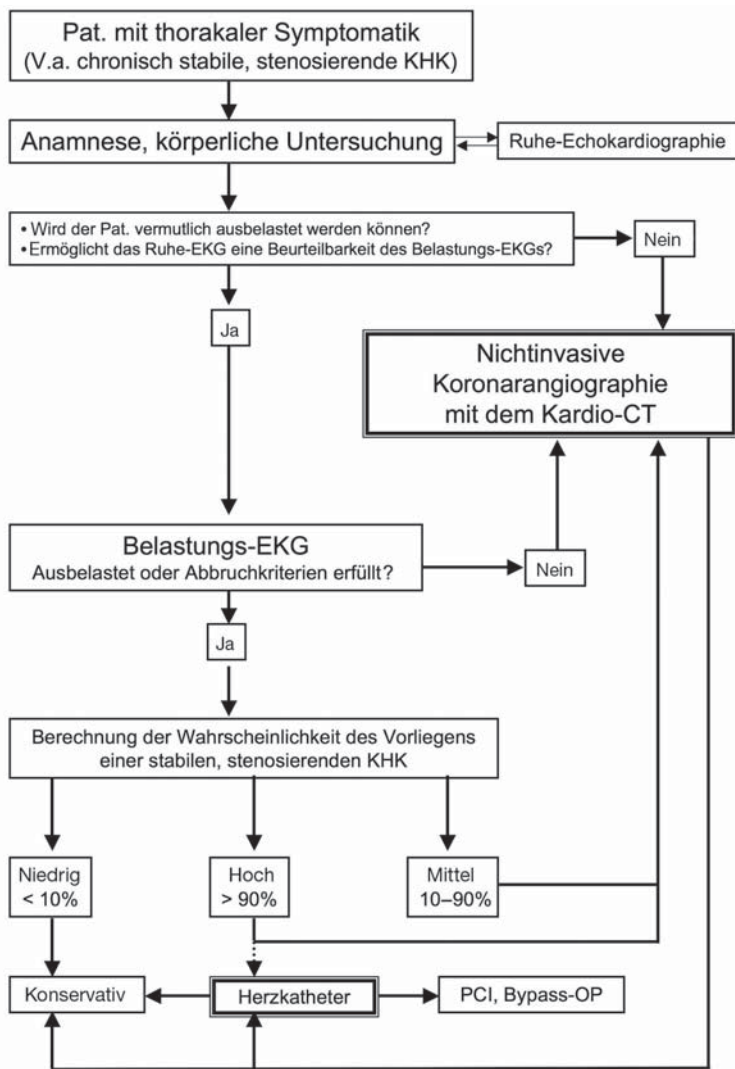 Pat. mit thorakaler Symptomatik
(V.a. chronisch stabile, stenosierende KHK)
Anamnese, körperliche Untersuchung
Ruhe-Echokardiographie
• Wird der Pat. vermutlich ausbelastet werden können?
• Ermöglicht das Ruhe-EKG eine Beurteilbarkeit des Belastungs-EKGs?
Nein
Ja
Nichtinvasive
Koronarangiographie
mit dem Kardio-CT
Belastungs-EKG
Ausbelastet oder Abbruchkriterien erfüllt?
Nein
Ja
Berechnung der Wahrscheinlichkeit des Vorliegens
einer stabilen, stenosierenden KHK
Niedrig
< 10%
Hoch
> 90%
Mittel
10–90%
Konservativ
Herzkatheter
PCI, Bypass-OP